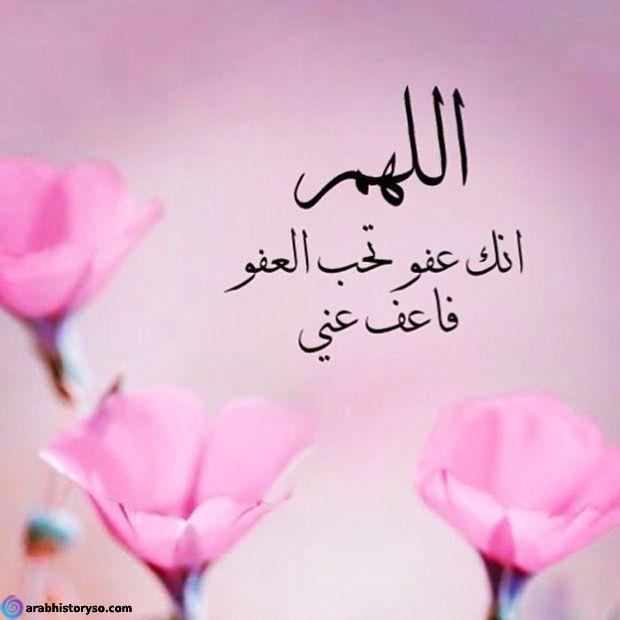 اللهم
انك عفو تحب العفو
فاعف عني
arabhistoryso.com